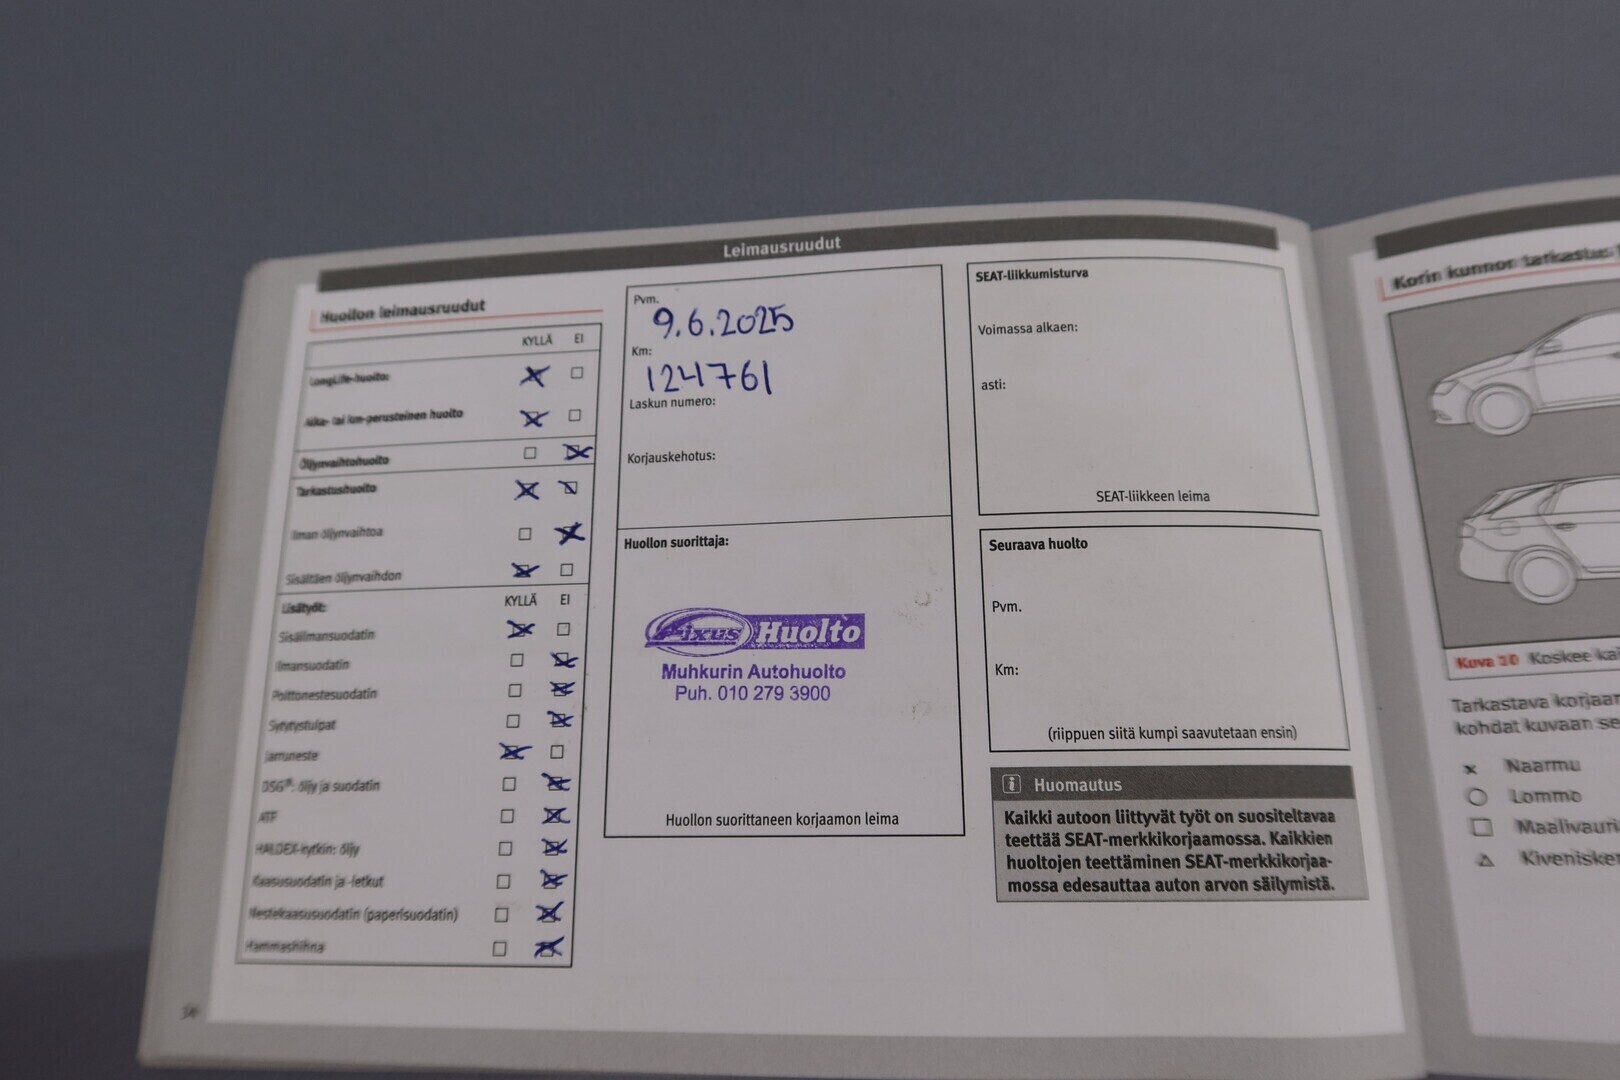 Leimausruudut
Huollon leimausruudut
KYLLÄ EI
LongLife-huolto:
Aika- tai km-perusteinen huolto
Öljynvaihtohuolto
Tarkastushuolto
Ilman öljynvaihtoa
Sisältäen öljynvaihdon
Lisätyöt: KYLLÄ EI
Sisäilmansuodatin
Ilmansuodatin
Polttonestesuodatin
Sytytystulpat
Jarruneste
DSG®: öljy ja suodatin
ATF
HALDEX-kytkin: öljy
Kaasusuodatin ja -letkut
Nestekaasusuodatin (paperisuodatin)
Hammashihna
34
Pvm.
9.6.2025
Km:
124761
Laskun numero:
Korjauskehotus:
Huollon suorittaja:
Fixus Huolto
Muhkurin Autohuolto
Puh. 010 279 3900
Huollon suorittaneen korjaamon leima
SEAT-liikkumisturva
Voimassa alkaen:
asti:
SEAT-liikkeen leima
Seuraava huolto
Pvm.
Km:
(riippuen siitä kumpi saavutetaan ensin)
i Huomautus
Kaikki autoon liittyvät työt on suositeltavaa
teettää SEAT-merkkikorjaamossa. Kaikkien
huoltojen teettäminen SEAT-merkkikorjaa-
mossa edesauttaa auton arvon säilymistä.
Korin kunnon tarkastus
Kuva 10 Koskee
Tarkastava
kohdat kuvaan
x Naarmu
Lommo